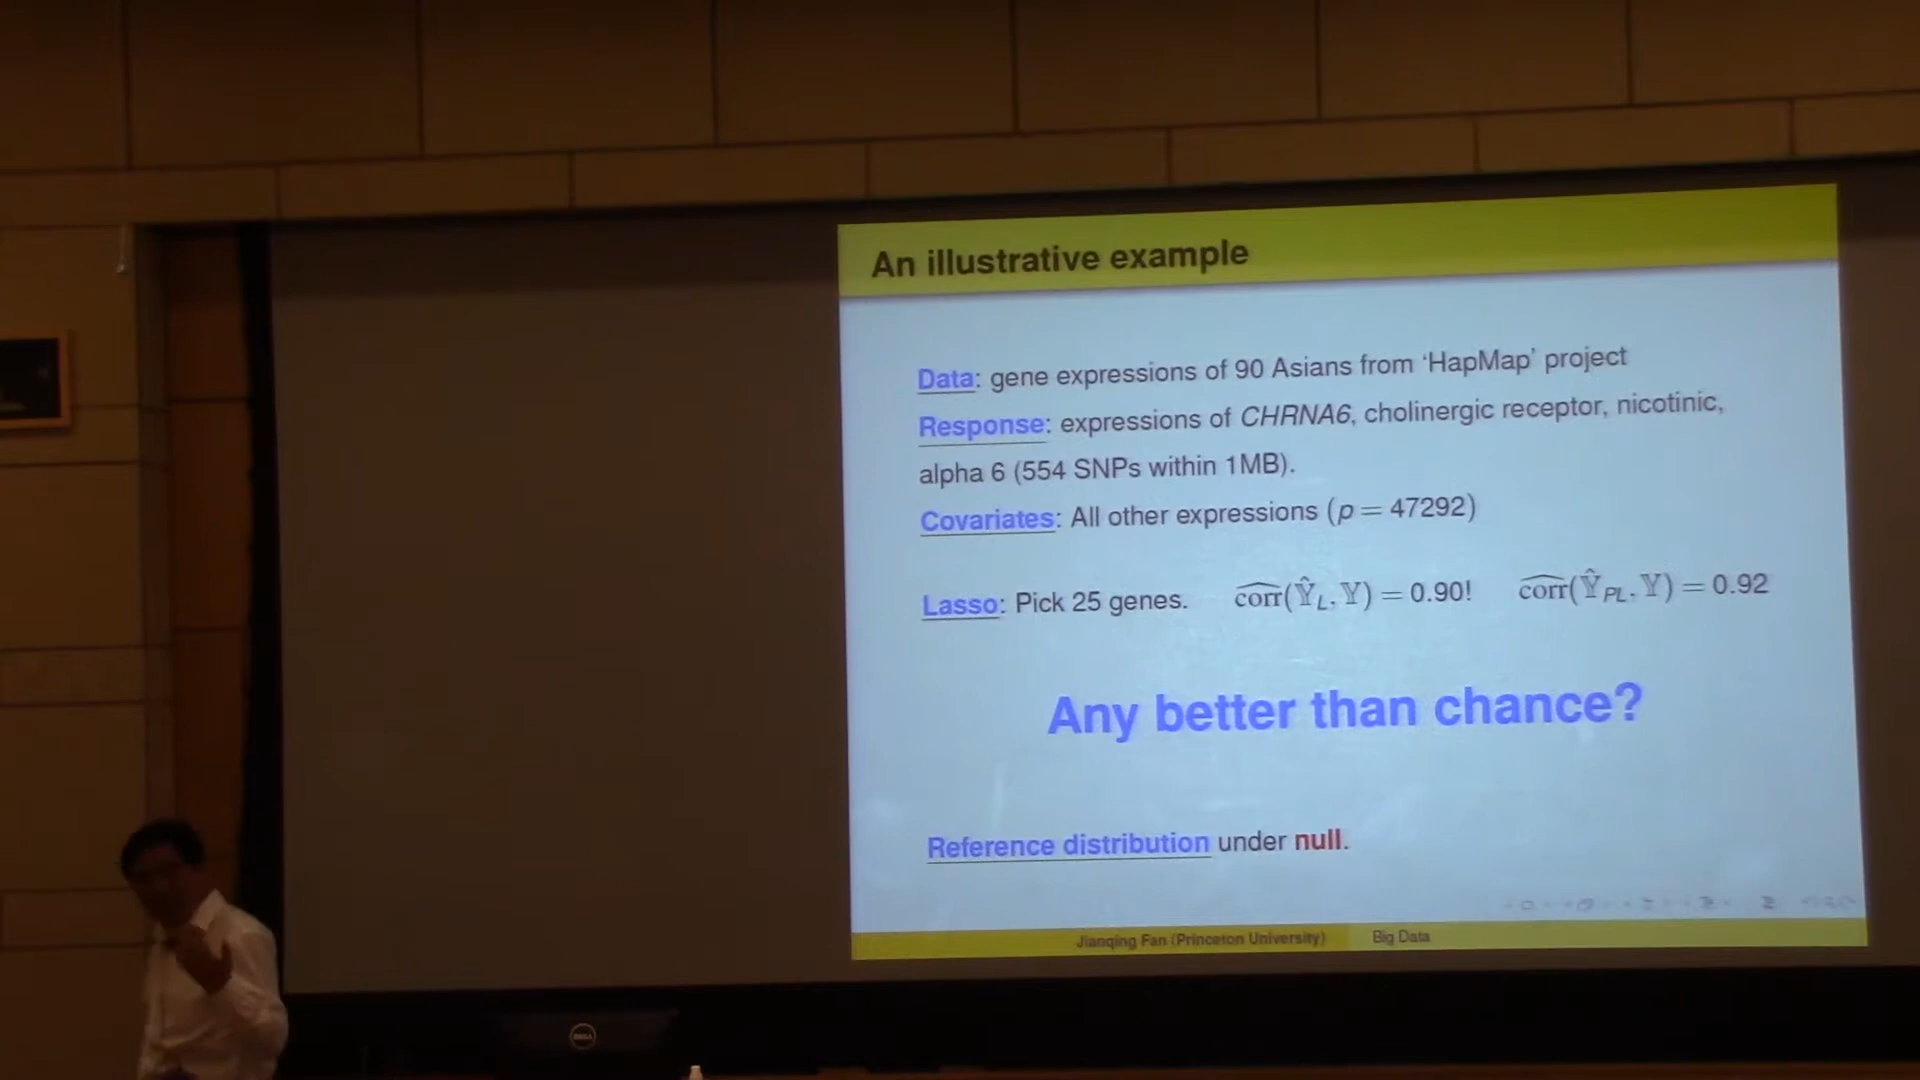 An illustrative example
Data: gene expressions of 90 Asians from ‘HapMap’ project
Response: expressions of CHRNA6, cholinergic receptor, nicotinic,
alpha 6 (554 SNPs within 1MB).
Covariates: All other expressions (p = 47292)
Lasso: Pick 25 genes. corr(Ŷ_L, Y) = 0.90! corr(Ŷ_PL, Y) = 0.92
Any better than chance?
Reference distribution under null.
Jianqing Fan (Princeton University) Big Data
DELL